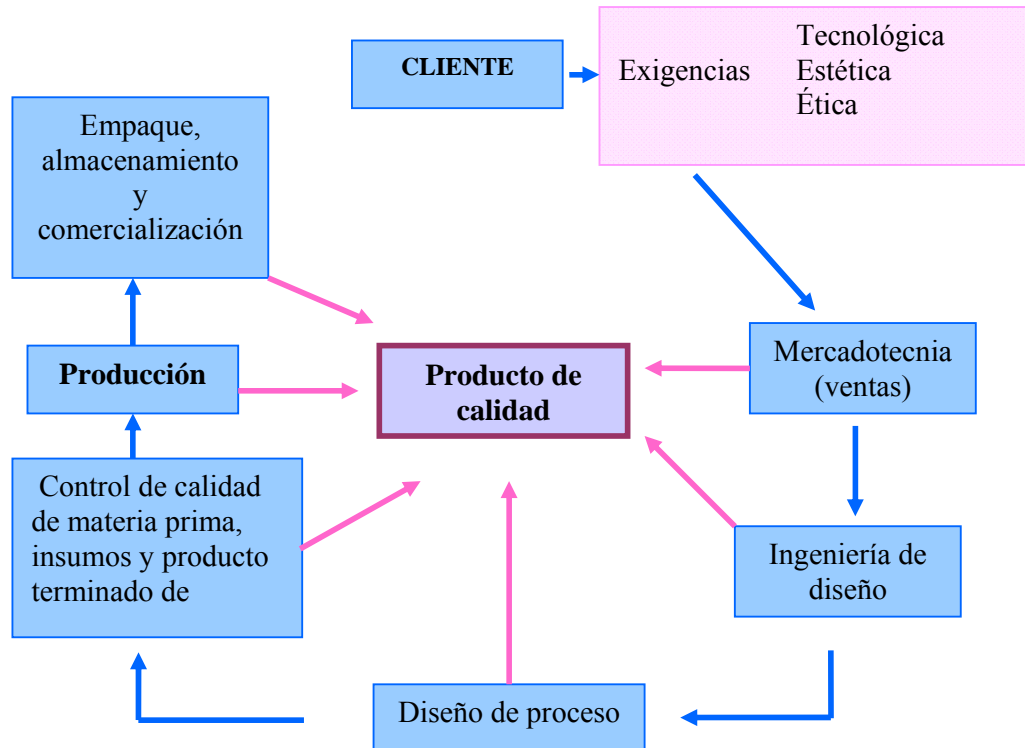 CLIENTE
Exigencias
Tecnológica
Estética
Ética
Empaque,
almacenamiento
y
comercialización
Producción
Producto de
calidad
Mercadotecnia
(ventas)
Control de calidad
de materia prima,
insumos y producto
terminado de
Ingeniería de
diseño
Diseño de proceso